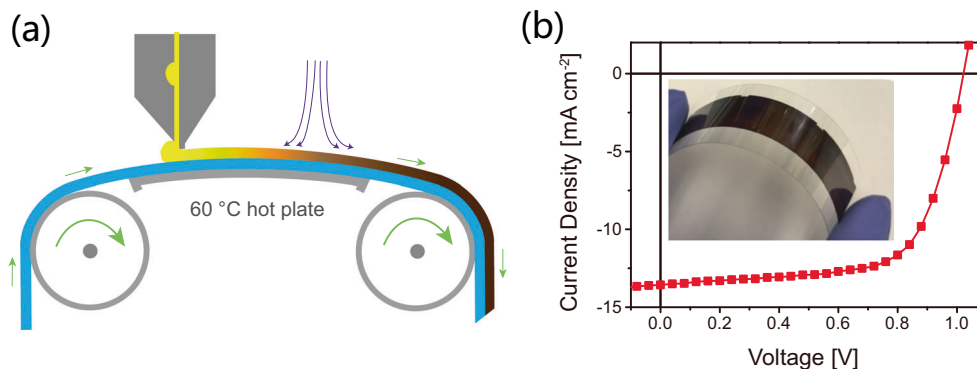 (a)
60 °C hot plate
(b)
Current Density [mA cm⁻²]
0
-5
-10
-15
0.0 0.2 0.4 0.6 0.8 1.0
Voltage [V]